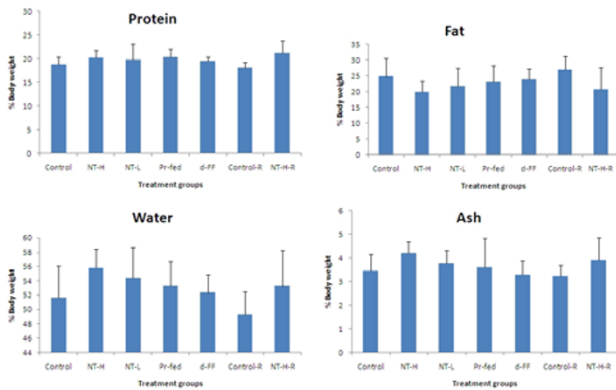 Protein
% Body weight
30
25
20
15
10
5
0
Control NT-H NT-L Pr-fed d-FF Control-R NT-H-R
Treatment groups
Fat
% Body weight
45
40
35
30
25
20
15
10
5
0
Control NT-H NT-L Pr-fed d-FF Control-R NT-H-R
Treatment groups
Water
% Body weight
60
58
56
54
52
50
48
46
44
Control NT-H NT-L Pr-fed d-FF Control-R NT-H-R
Treatment groups
Ash
% Body weight
6
5
4
3
2
1
0
Control NT-H NT-L Pr-fed d-FF Control-R NT-H-R
Treatment groups